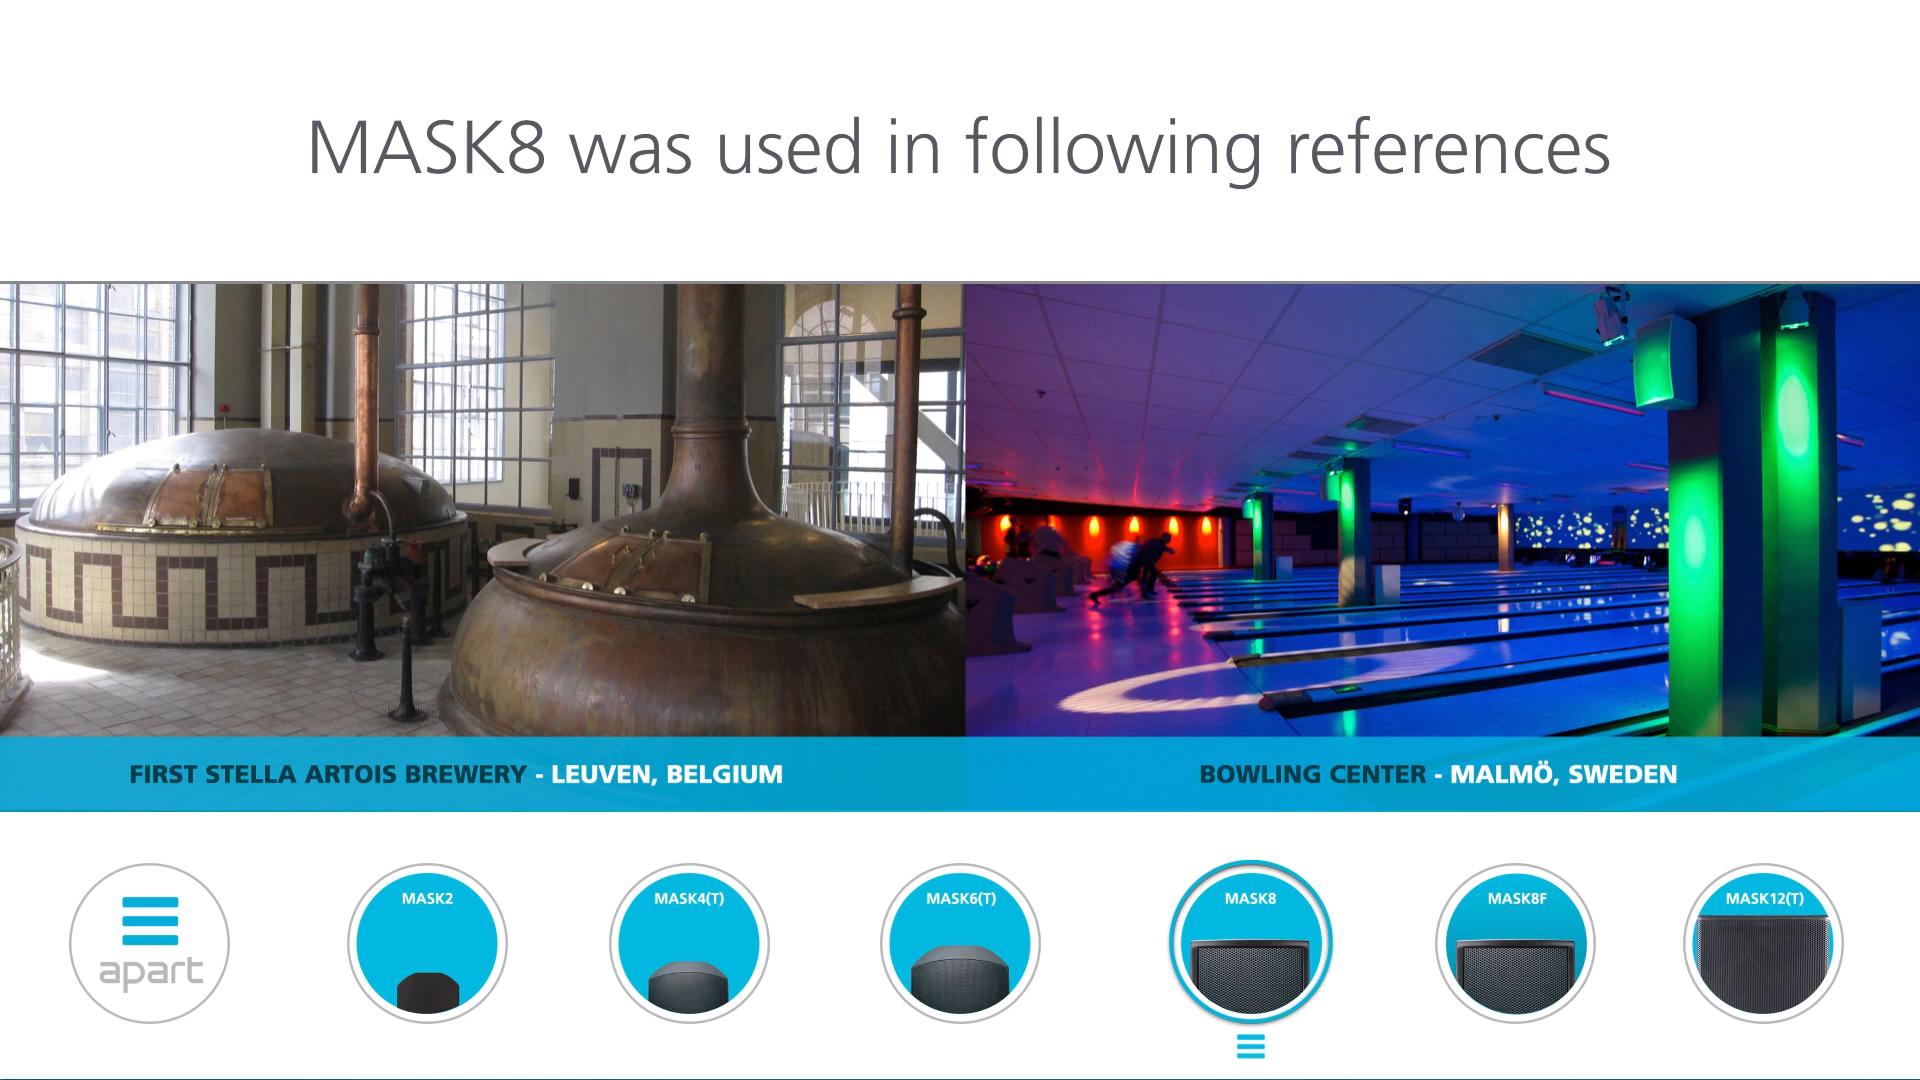 MASK8 was used in following references
FIRST STELLA ARTOIS BREWERY - LEUVEN, BELGIUM
BOWLING CENTER - MALMÖ, SWEDEN
apart
MASK2
MASK4(T)
MASK6(T)
MASK8
MASK8F
MASK12(T)